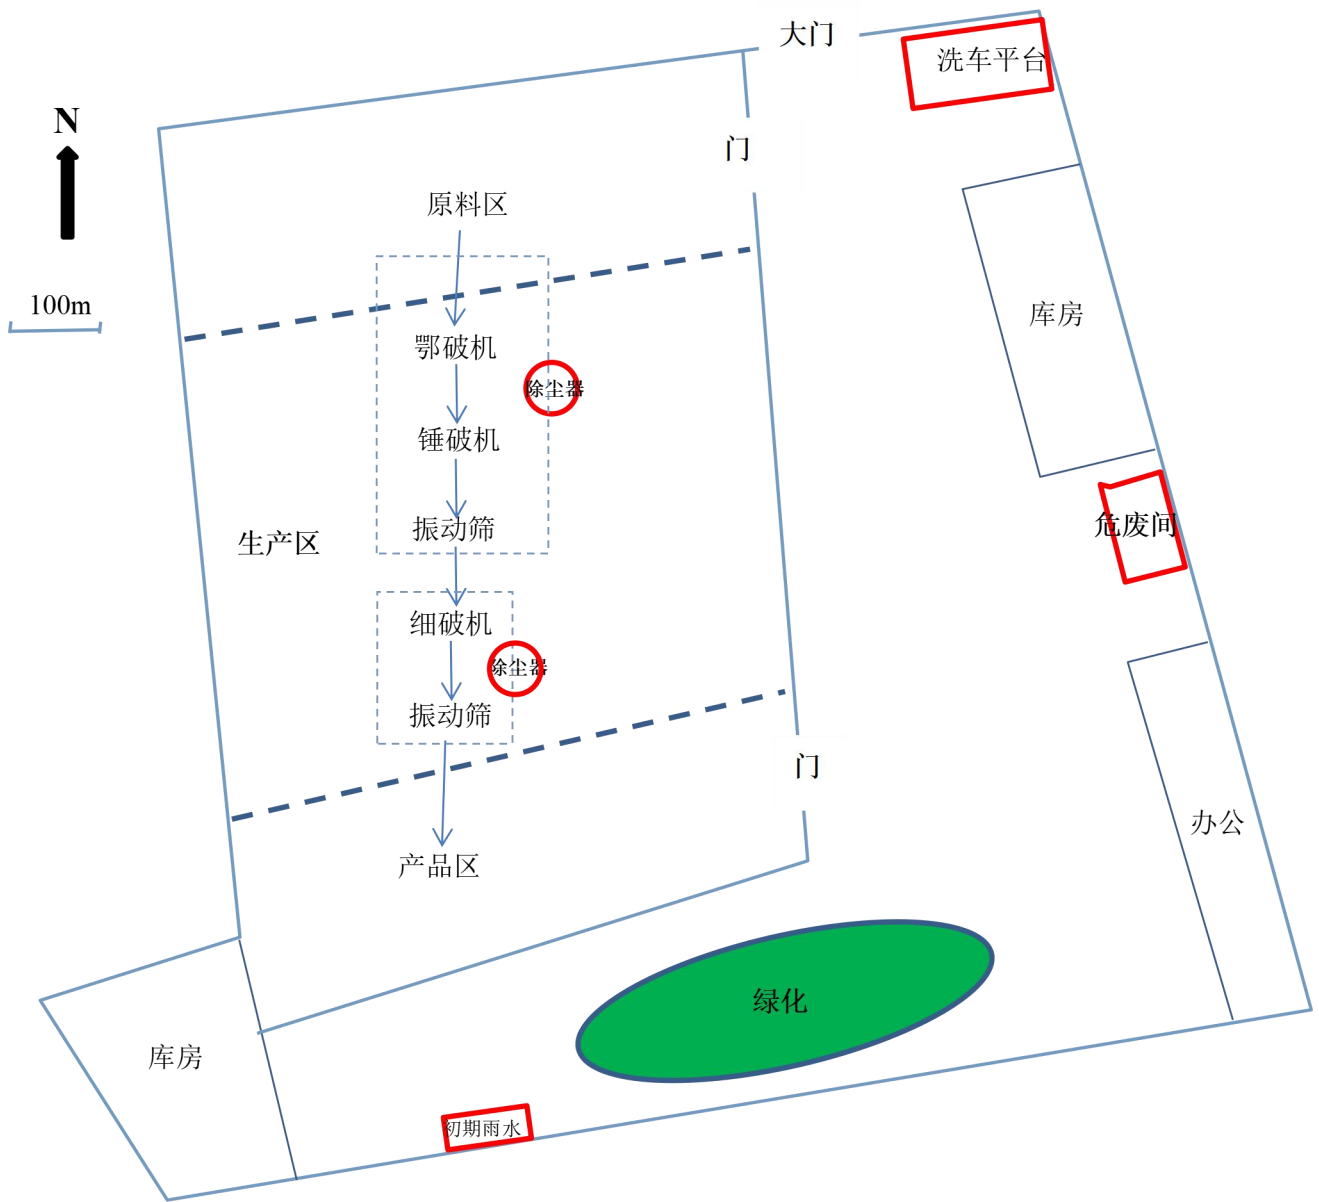 大门
洗车平台
N
门
原料区
100m
库房
鄂破机
除尘器
锤破机
振动筛
生产区
危废间
细破机
除尘器
振动筛
门
办公
产品区
绿化
库房
初期雨水